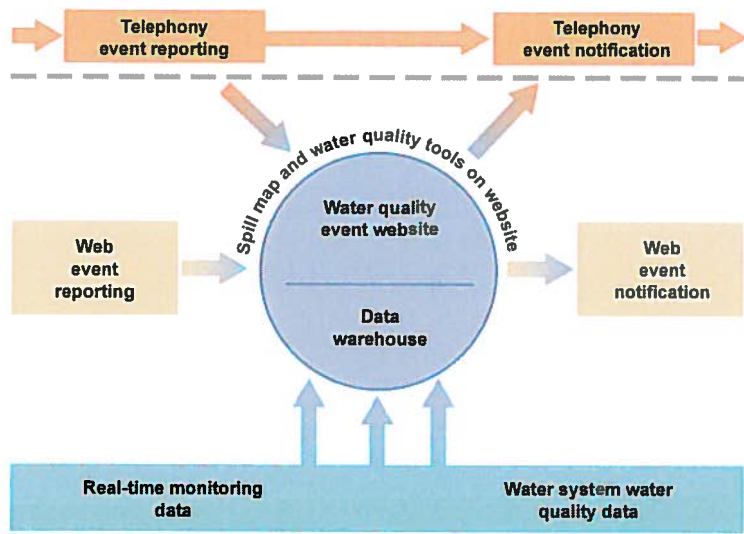 Telephony
event reporting
Telephony
event notification
Spill map and water quality tools on website
Water quality
event website
Web
event
reporting
Web
event
notification
Data
warehouse
Real-time monitoring
data
Water system water
quality data